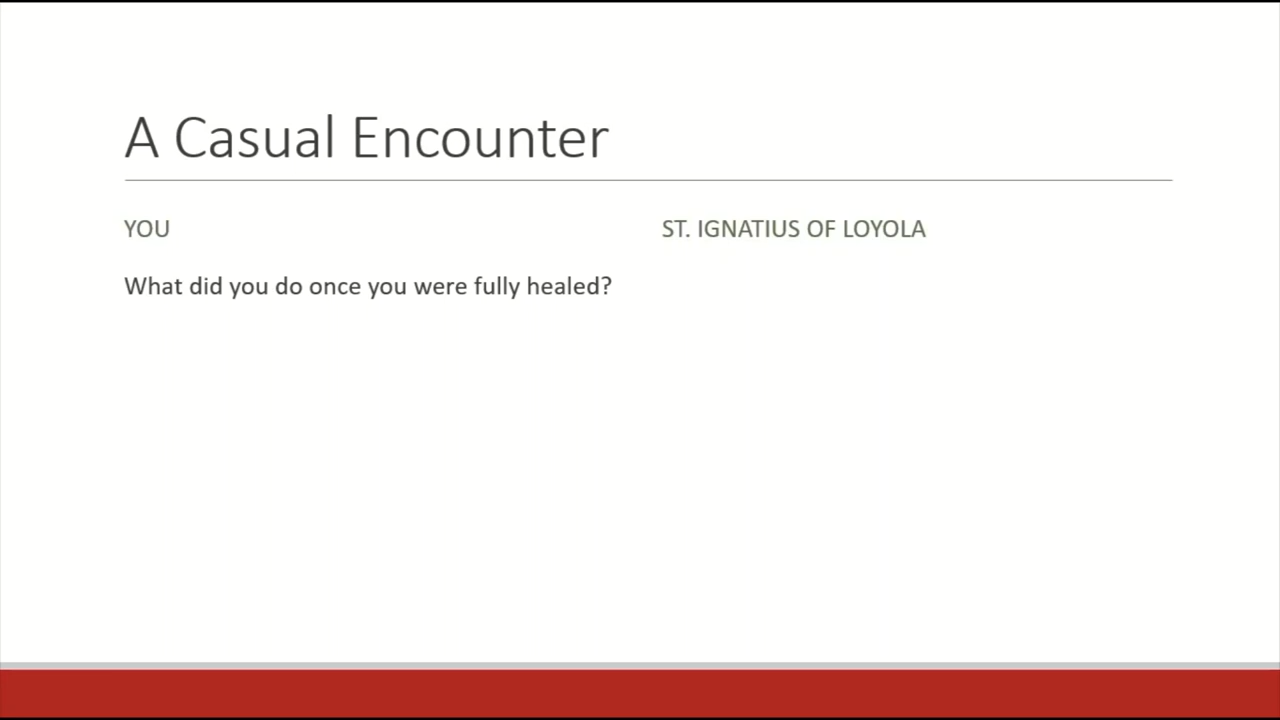 A Casual Encounter
YOU
ST. IGNATIUS OF LOYOLA
What did you do once you were fully healed?